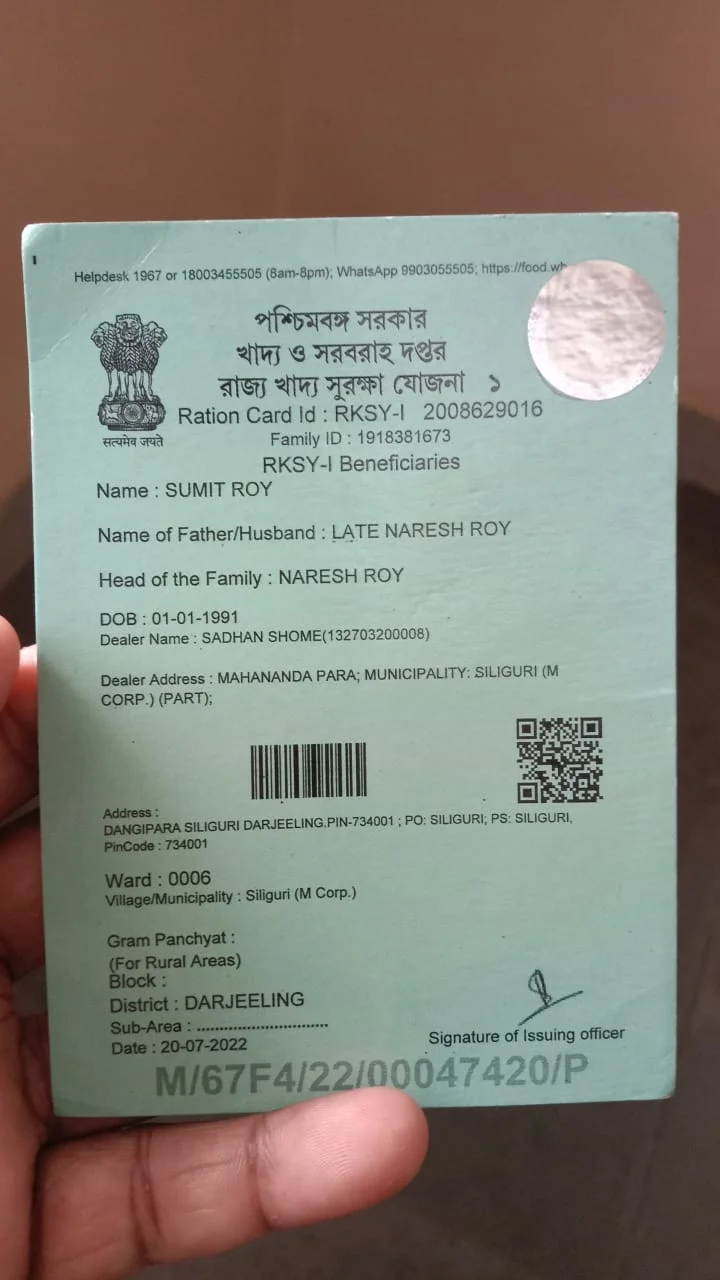 Helpdesk 1967 or 18003455505 (8am-8pm); WhatsApp 9903055505; https://food.wb
পশ্চিমবঙ্গ সরকার
খাদ্য ও সরবরাহ দপ্তর
রাজ্য খাদ্য সুরক্ষা যোজনা ১
सत्यमेव जयते
Ration Card Id : RKSY-I 2008629016
Family ID : 1918381673
RKSY-I Beneficiaries
Name : SUMIT ROY
Name of Father/Husband : LATE NARESH ROY
Head of the Family : NARESH ROY
DOB : 01-01-1991
Dealer Name : SADHAN SHOME(132703200008)
Dealer Address : MAHANANDA PARA; MUNICIPALITY: SILIGURI (M
CORP.) (PART);
Address :
DANGIPARA SILIGURI DARJEELING.PIN-734001 ; PO: SILIGURI; PS: SILIGURI,
PinCode : 734001
Ward : 0006
Village/Municipality : Siliguri (M Corp.)
Gram Panchyat :
(For Rural Areas)
Block :
District : DARJEELING
Sub-Area : ..............................
Date : 20-07-2022
Signature of Issuing officer
M/67F4/22/00047420/P